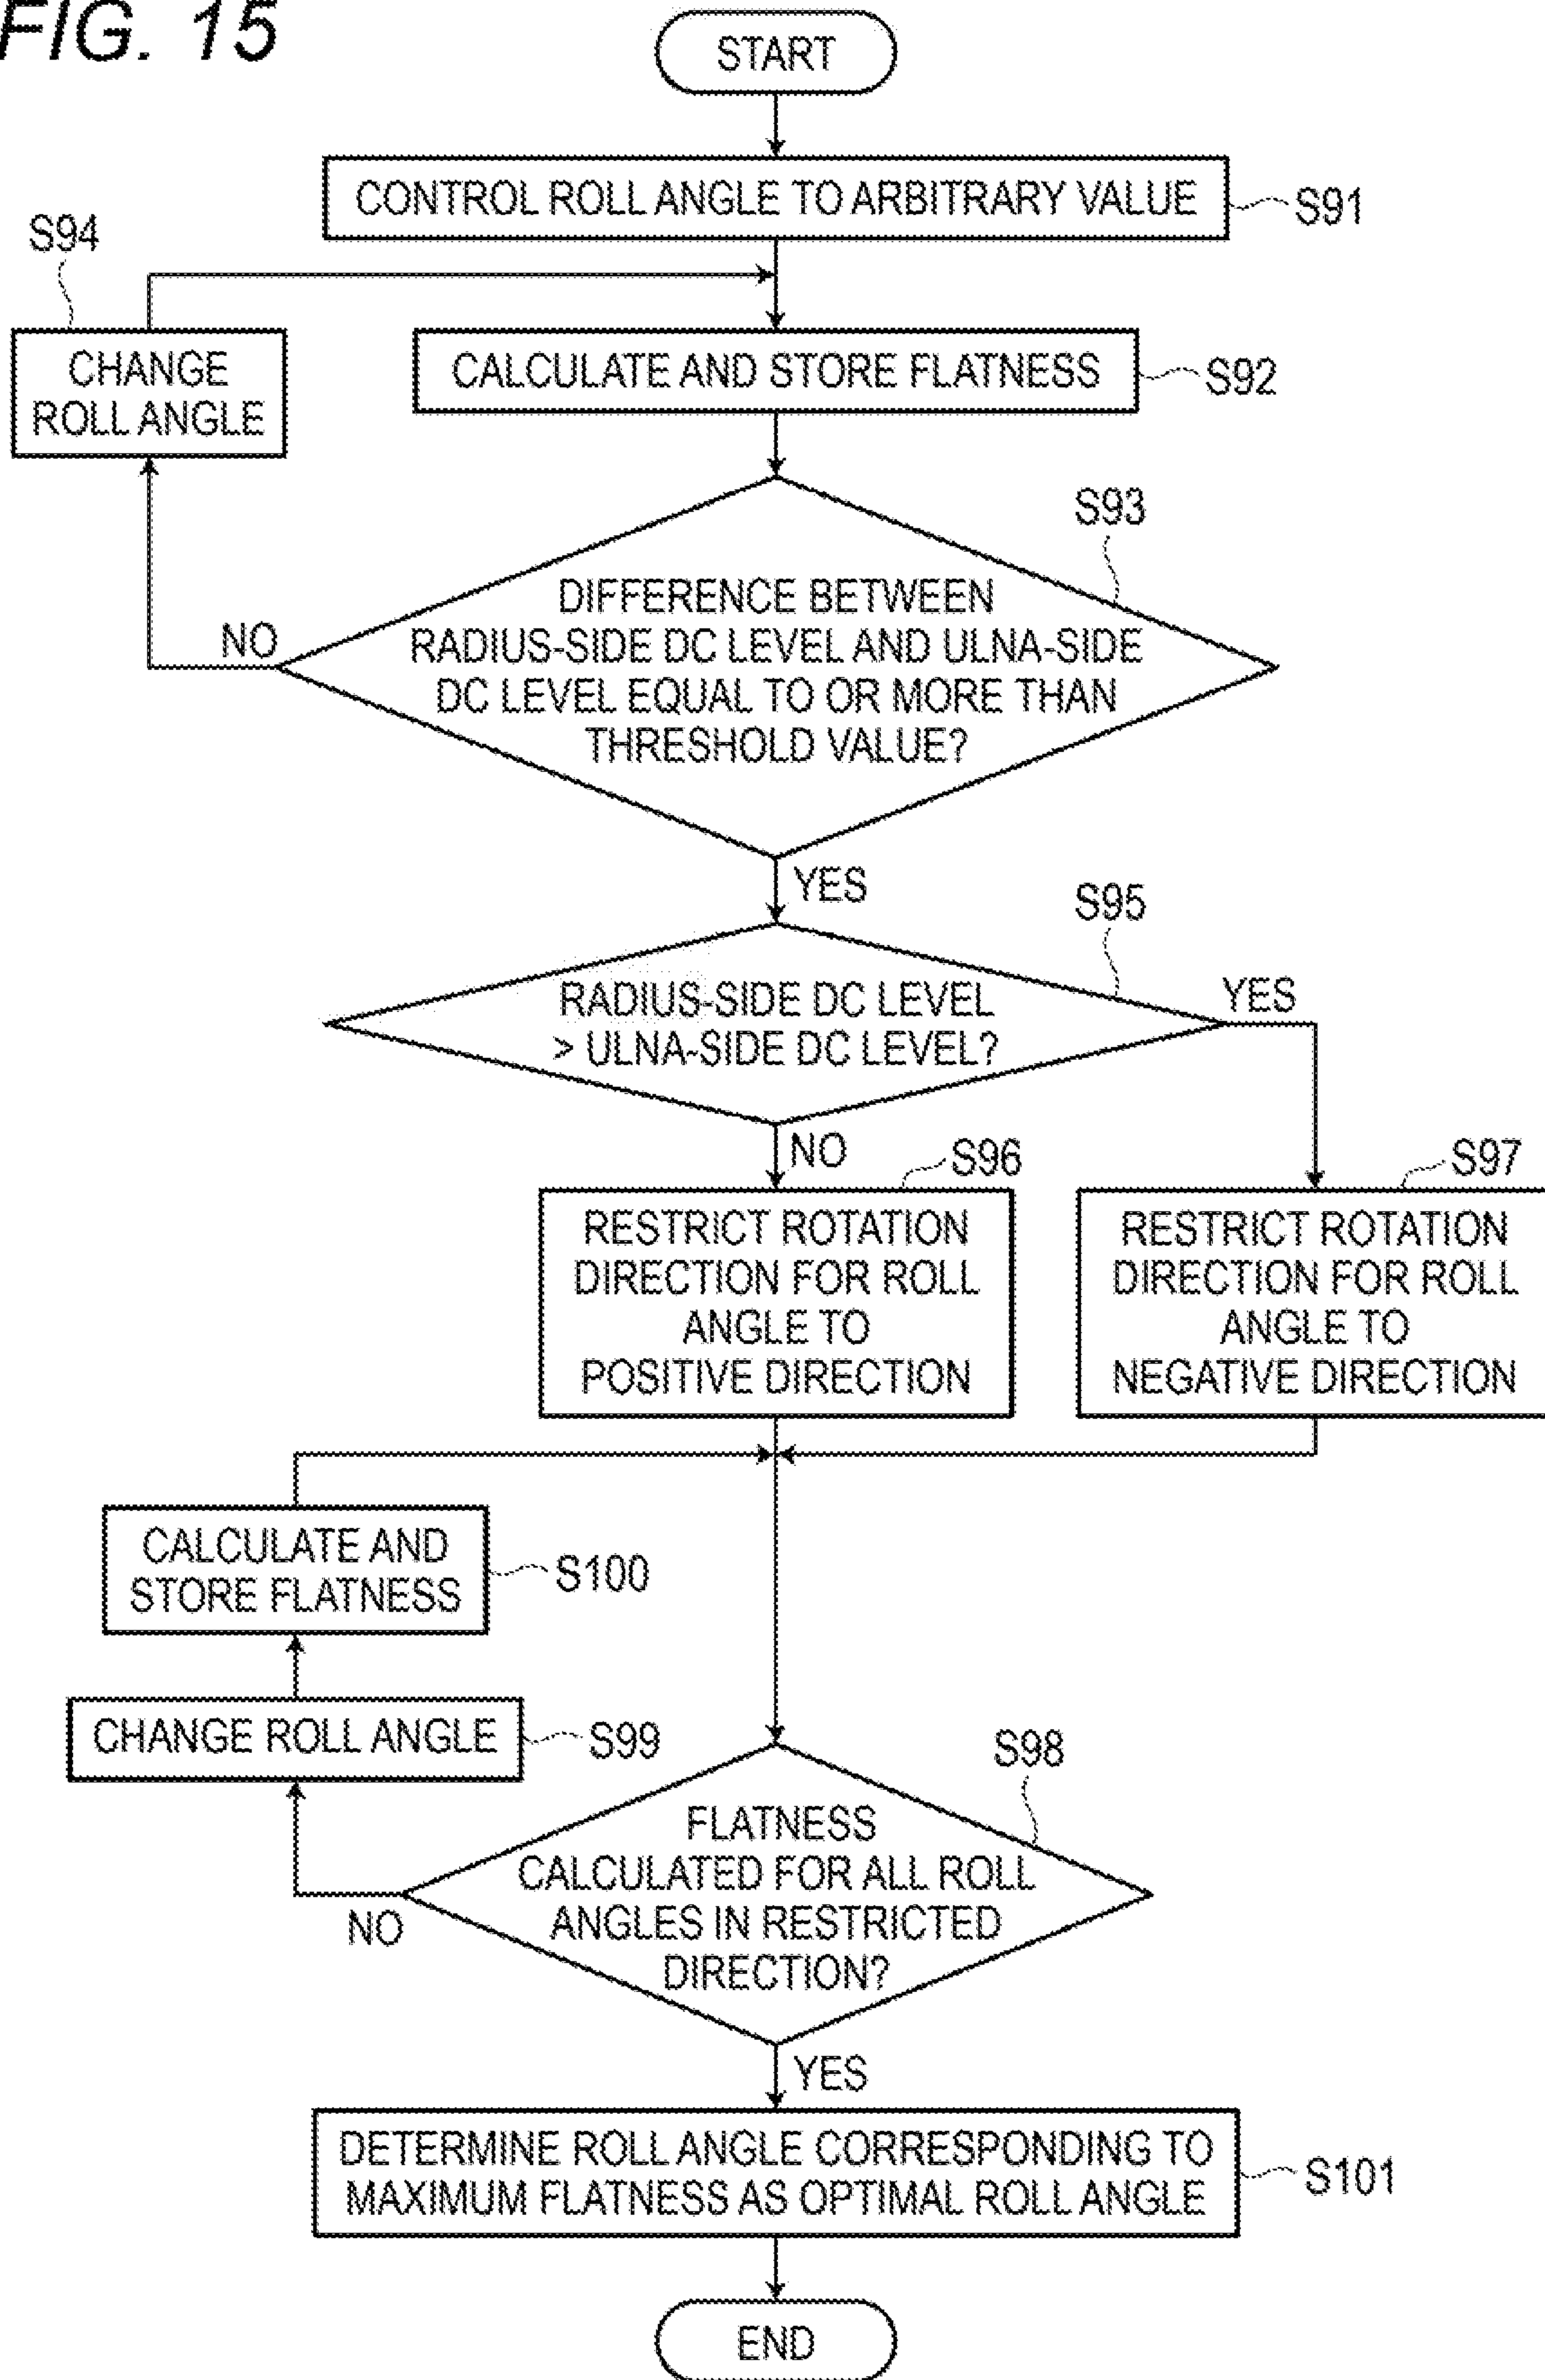 FIG. 15
START
CONTROL ROLL ANGLE TO ARBITRARY VALUE
S91
S94
CHANGE
ROLL ANGLE
CALCULATE AND STORE FLATNESS
S92
S93
DIFFERENCE BETWEEN
RADIUS-SIDE DC LEVEL AND ULNA-SIDE
DC LEVEL EQUAL TO OR MORE THAN
THRESHOLD VALUE?
NO
YES
S95
RADIUS-SIDE DC LEVEL
> ULNA-SIDE DC LEVEL?
YES
NO
S96
RESTRICT ROTATION
DIRECTION FOR ROLL
ANGLE TO
POSITIVE DIRECTION
S97
RESTRICT ROTATION
DIRECTION FOR ROLL
ANGLE TO
NEGATIVE DIRECTION
CALCULATE AND
STORE FLATNESS
S100
CHANGE ROLL ANGLE
S99
S98
FLATNESS
CALCULATED FOR ALL ROLL
ANGLES IN RESTRICTED
DIRECTION?
NO
YES
DETERMINE ROLL ANGLE CORRESPONDING TO
MAXIMUM FLATNESS AS OPTIMAL ROLL ANGLE
S101
END